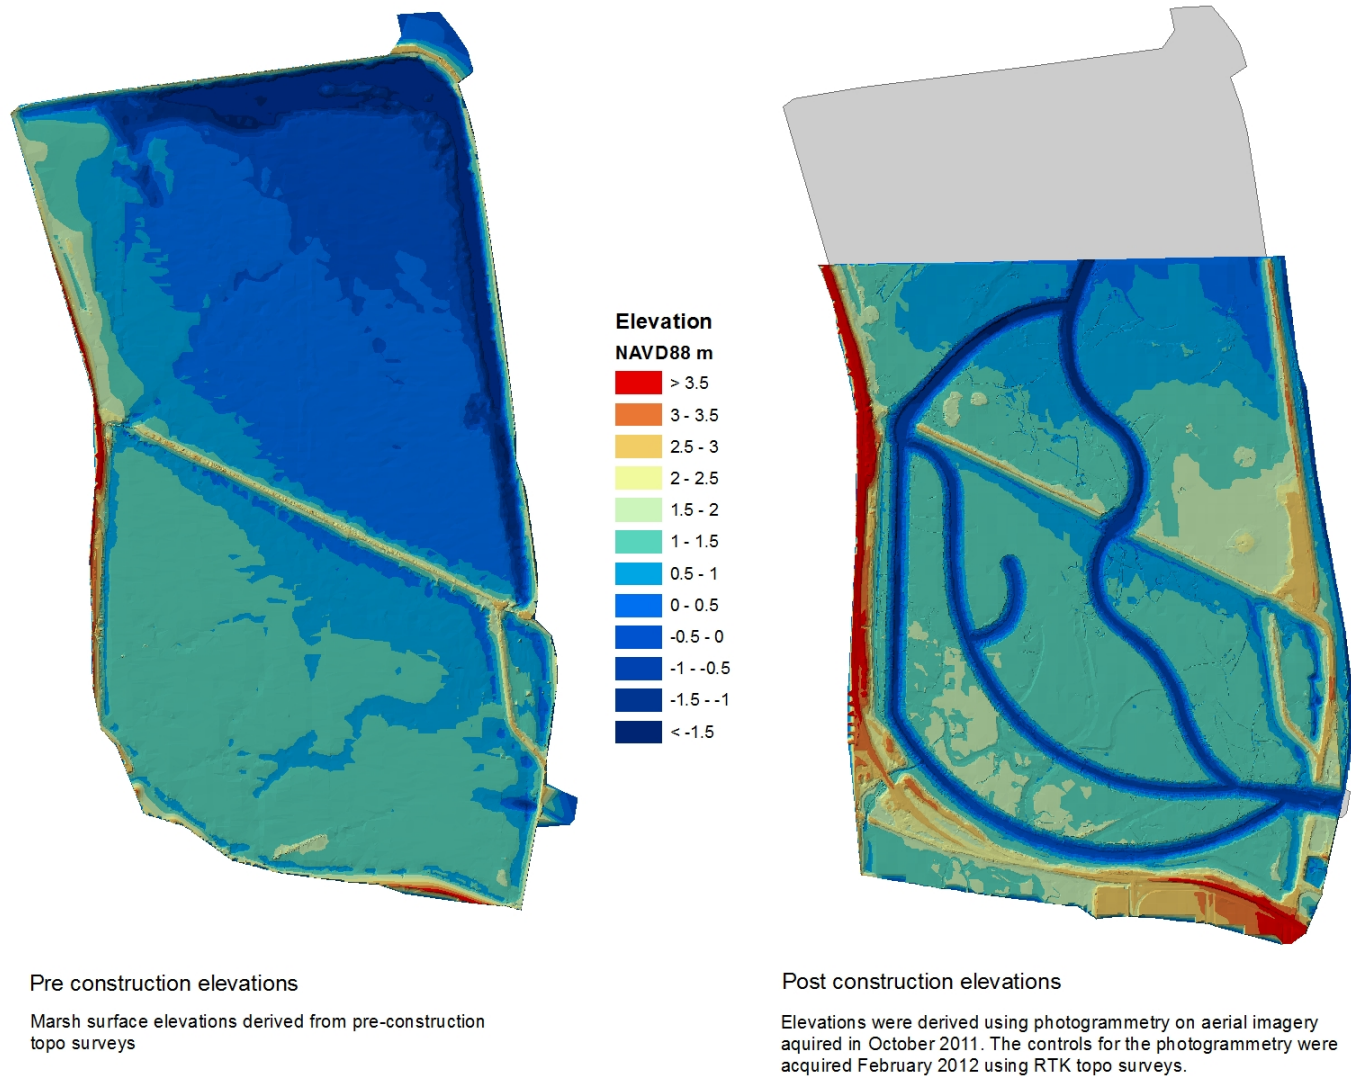 Elevation
NAVD88 m
> 3.5
3 - 3.5
2.5 - 3
2 - 2.5
1.5 - 2
1 - 1.5
0.5 - 1
0 - 0.5
-0.5 - 0
-1 - -0.5
-1.5 - -1
< -1.5
Pre construction elevations
Marsh surface elevations derived from pre-construction
topo surveys
Post construction elevations
Elevations were derived using photogrammetry on aerial imagery
aquired in October 2011. The controls for the photogrammetry were
acquired February 2012 using RTK topo surveys.